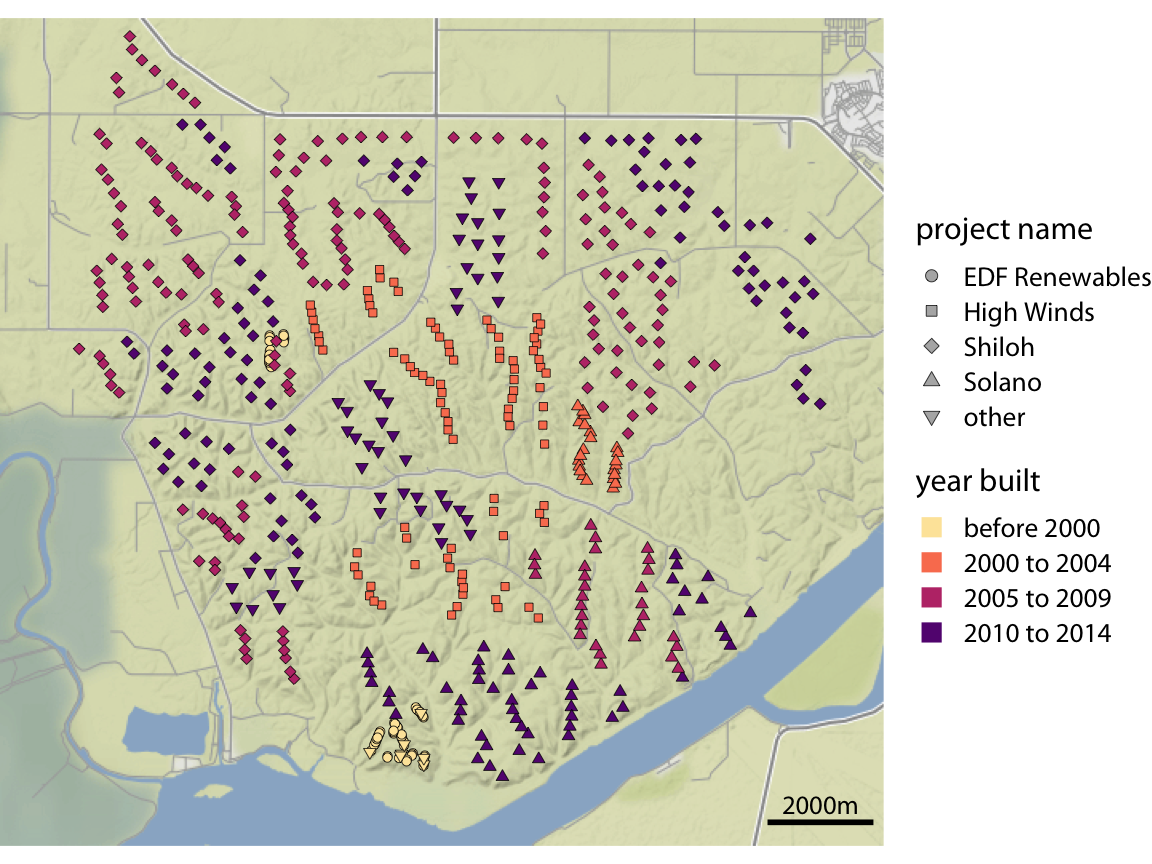 project name
EDF Renewables
High Winds
Shiloh
Solano
other
year built
before 2000
2000 to 2004
2005 to 2009
2010 to 2014
2000m